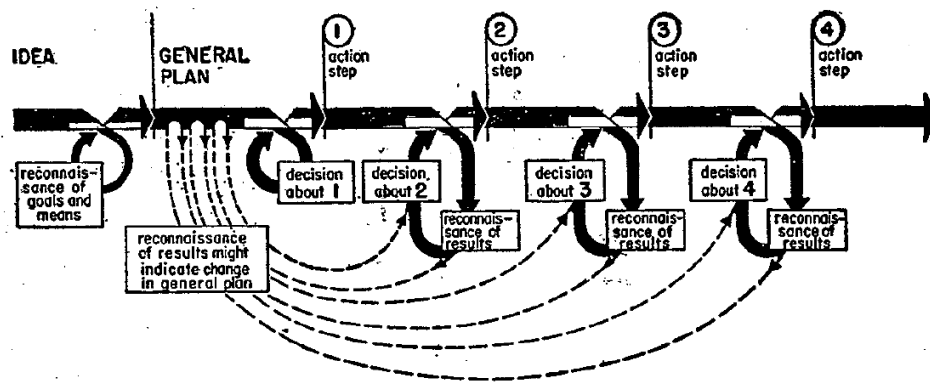 IDEA
GENERAL
PLAN
1
action
step
2
action
step
3
action
step
4
action
step
reconnais-
sance of
goals and
means
decision
about 1
decision
about 2
reconnais-
sance of
results
decision
about 3
reconnais-
sance of
results
decision
about 4
reconnais-
sance of
results
reconnaissance
of results might
indicate change
in general plan